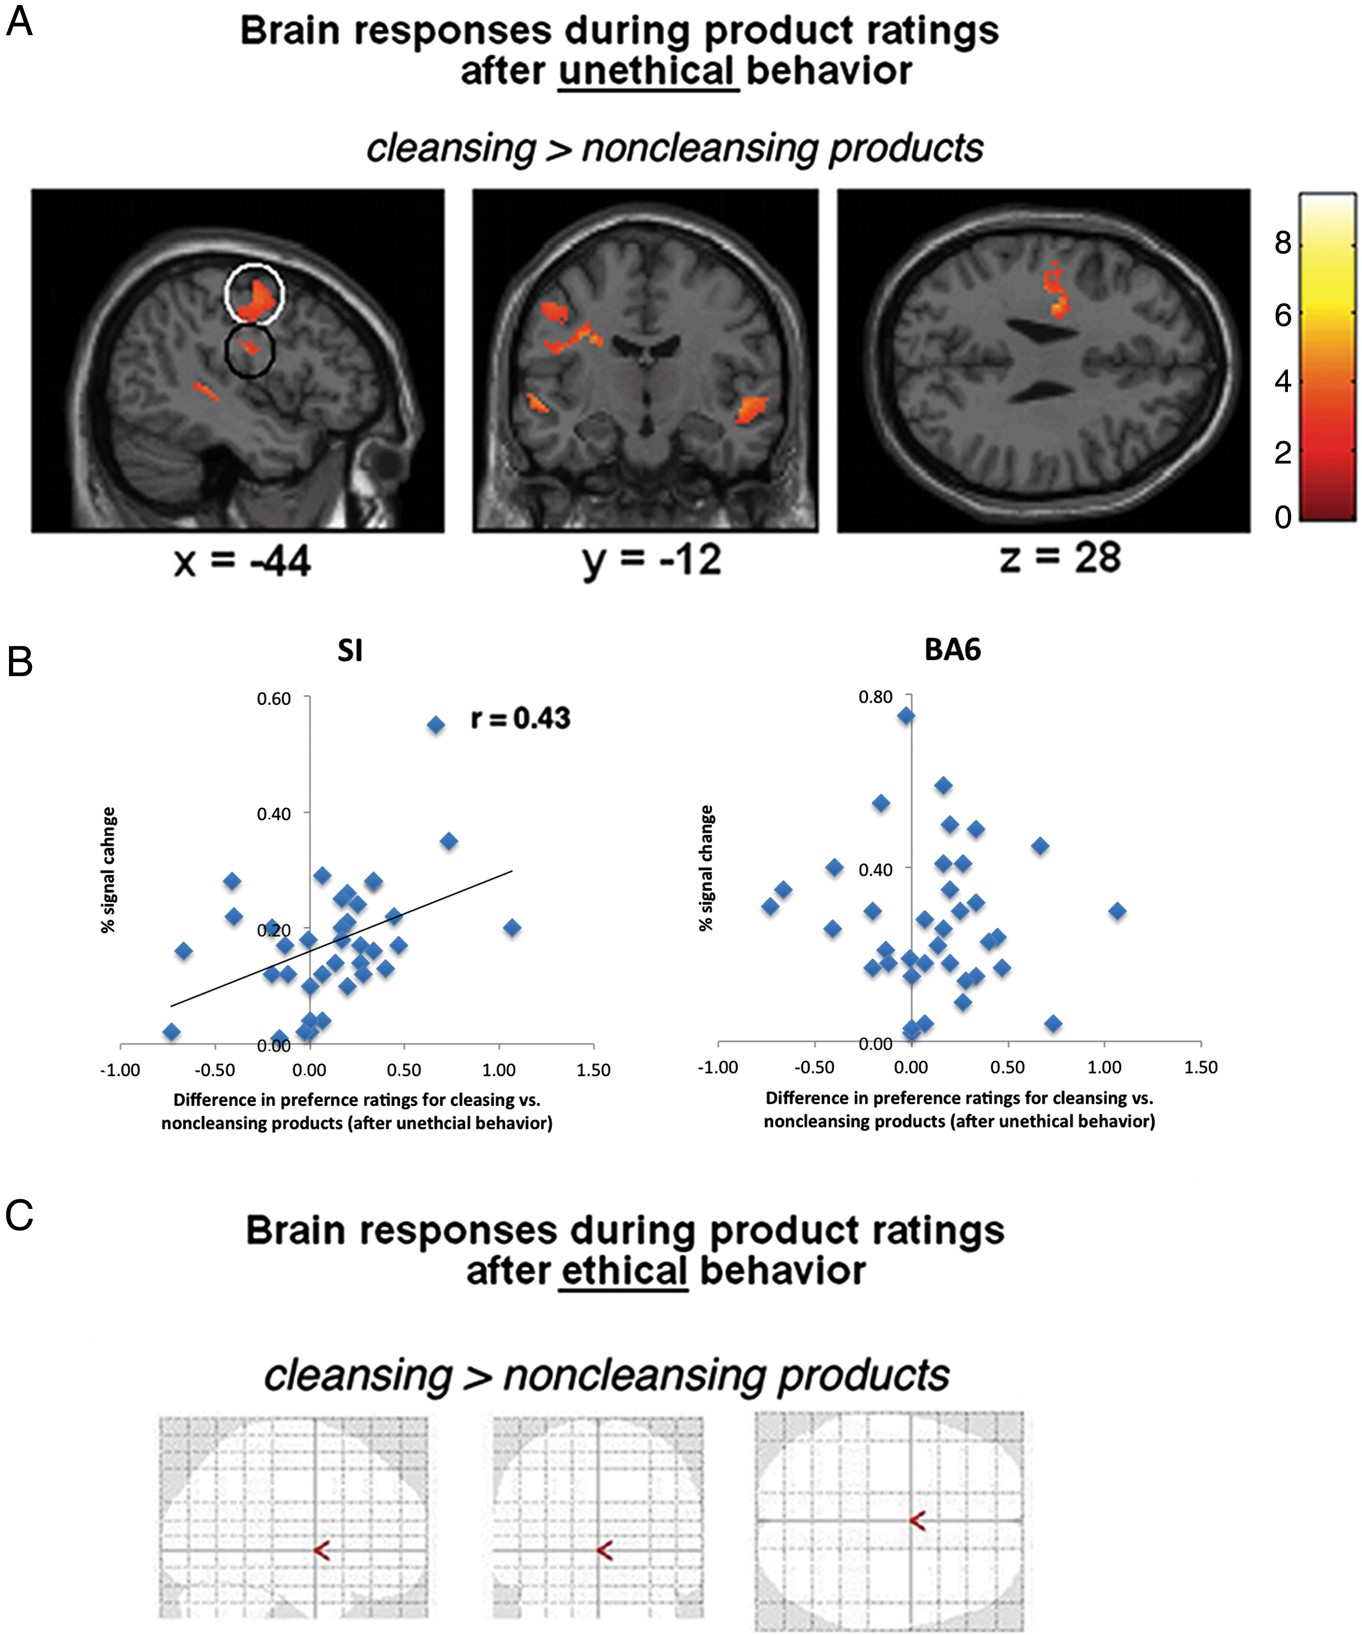 A
Brain responses during product ratings
after unethical behavior
cleansing > noncleansing products
8
6
4
2
0
x = -44
y = -12
z = 28
B
SI
r = 0.43
0.60
0.40
0.20
0.00
-1.00 -0.50 0.00 0.50 1.00 1.50
% signal cahnge
Difference in prefernce ratings for cleasing vs.
noncleansing products (after unethcial behavior)
BA6
0.80
0.40
0.00
-1.00 -0.50 0.00 0.50 1.00 1.50
% signal change
Difference in preference ratings for cleansing vs.
noncleansing products (after unethical behavior)
C
Brain responses during product ratings
after ethical behavior
cleansing > noncleansing products
<
<
<